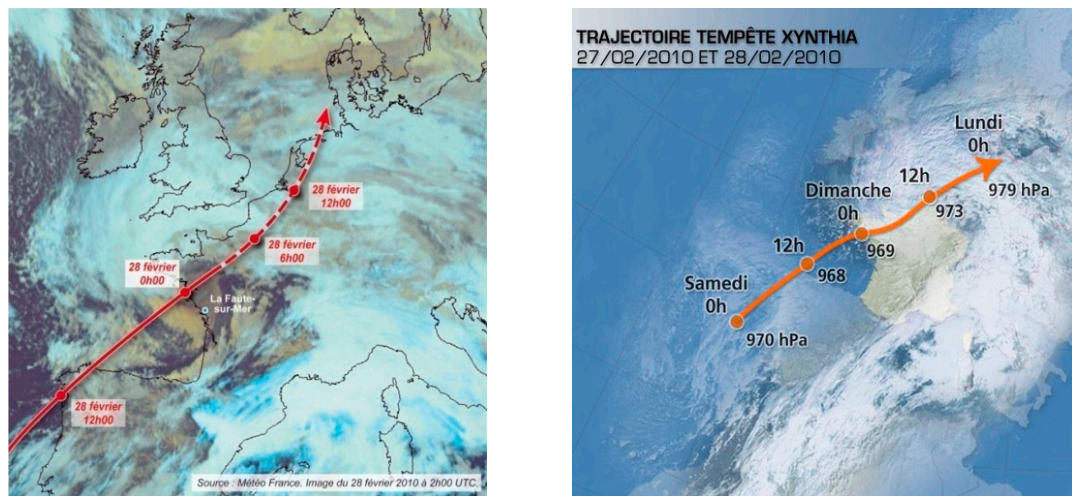 28 février
12h00
28 février
6h00
28 février
0h00
La Faute-
sur-Mer
28 février
12h00
Source : Météo France. Image du 28 février 2010 à 2h00 UTC.
TRAJECTOIRE TEMPÊTE XYNTHIA
27/02/2010 ET 28/02/2010
Lundi
0h
979 hPa
12h
973
Dimanche
0h
969
12h
968
Samedi
0h
970 hPa